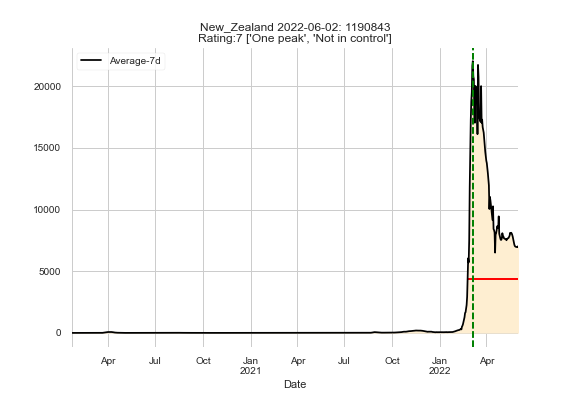 New_Zealand 2022-06-02: 1190843
Rating:7 ['One peak', 'Not in control']
Average-7d
20000
15000
10000
5000
0
Apr Jul Oct Jan Apr Jul Oct Jan Apr
2021 2022
Date